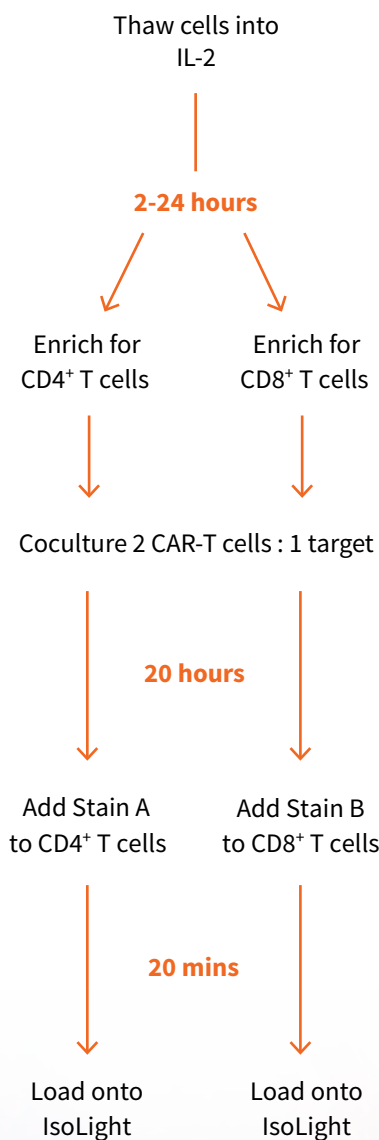 Thaw cells into
IL-2
2-24 hours
Enrich for
CD4⁺ T cells
Enrich for
CD8⁺ T cells
Coculture 2 CAR-T cells : 1 target
20 hours
Add Stain A
to CD4⁺ T cells
Add Stain B
to CD8⁺ T cells
20 mins
Load onto
IsoLight
Load onto
IsoLight